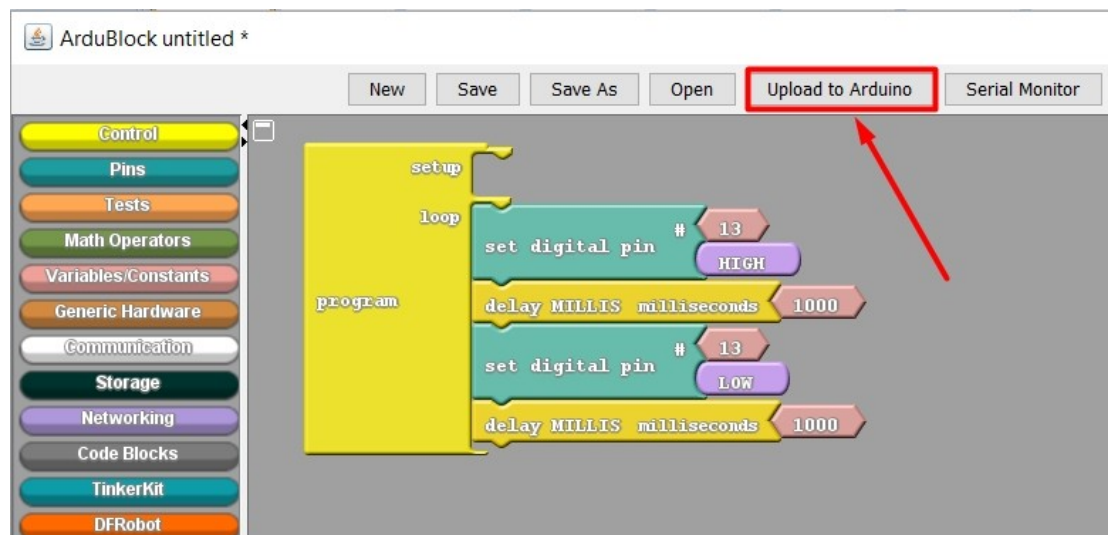 ArduBlock untitled *
New Save Save As Open Upload to Arduino Serial Monitor
Control
Pins
Tests
Math Operators
Variables/Constants
Generic Hardware
Communication
Storage
Networking
Code Blocks
TinkerKit
DFRobot
program
setup
loop
set digital pin # 13
HIGH
delay MILLIS milliseconds 1000
set digital pin # 13
LOW
delay MILLIS milliseconds 1000